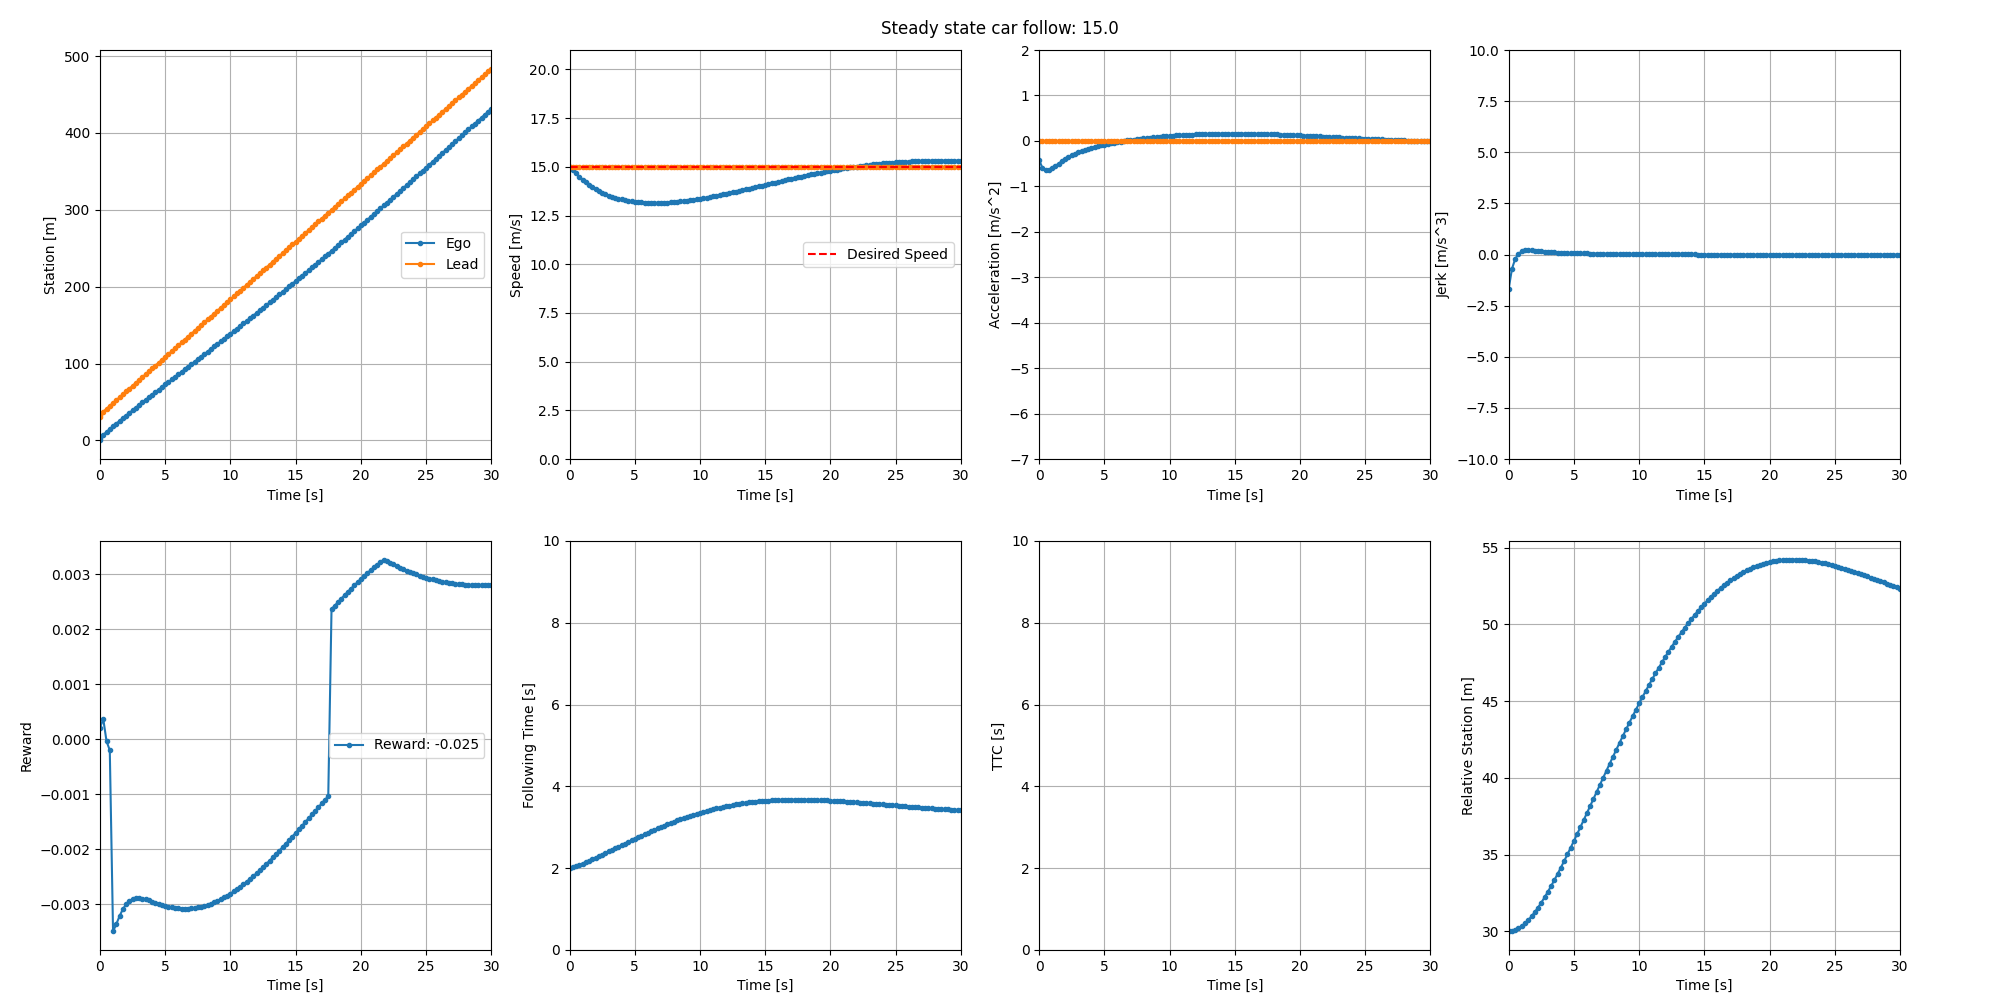 Steady state car follow: 15.0
Station [m]
500
400
300
200
100
0
Ego
Lead
0 5 10 15 20 25 30
Time [s]
Speed [m/s]
20.0
17.5
15.0
12.5
10.0
7.5
5.0
2.5
0.0
Desired Speed
0 5 10 15 20 25 30
Time [s]
Acceleration [m/s^2]
2
1
0
−1
−2
−3
−4
−5
−6
−7
0 5 10 15 20 25 30
Time [s]
Jerk [m/s^3]
10.0
7.5
5.0
2.5
0.0
−2.5
−5.0
−7.5
−10.0
0 5 10 15 20 25 30
Time [s]
Reward
0.003
0.002
0.001
0.000
−0.001
−0.002
−0.003
Reward: -0.025
0 5 10 15 20 25 30
Time [s]
Following Time [s]
10
8
6
4
2
0
0 5 10 15 20 25 30
Time [s]
TTC [s]
10
8
6
4
2
0
0 5 10 15 20 25 30
Time [s]
Relative Station [m]
55
50
45
40
35
30
0 5 10 15 20 25 30
Time [s]